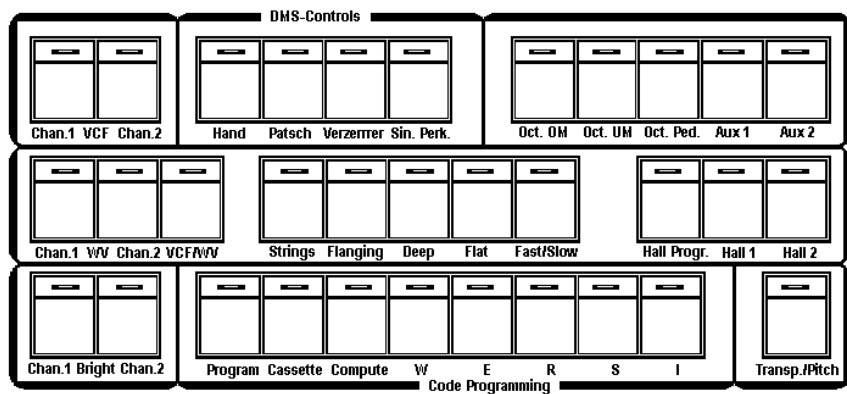 DMS-Controls
Chan.1 VCF Chan.2 Hand Patsch Verzerrrer Sin. Perk. Oct. OM Oct. UM Oct. Ped. Aux 1 Aux 2
Chan.1 WV Chan.2 VCF/WV Strings Flanging Deep Flat Fast/Slow Hall Progr. Hall 1 Hall 2
Chan.1 Bright Chan.2 Program Cassette Compute W E R S I Transp./Pitch
Code Programming